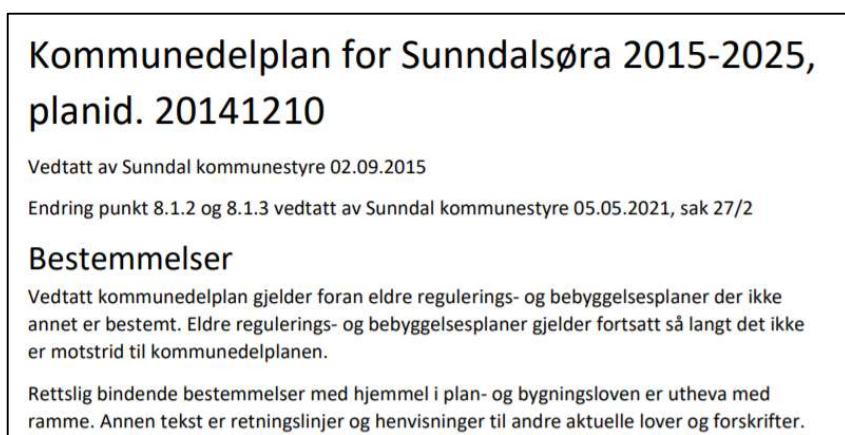 Kommunedelplan for Sunndalsøra 2015-2025,
planid. 20141210
Vedtatt av Sunndal kommunestyre 02.09.2015
Endring punkt 8.1.2 og 8.1.3 vedtatt av Sunndal kommunestyre 05.05.2021, sak 27/2
Bestemmelser
Vedtatt kommunedelplan gjelder foran eldre regulerings- og bebyggelsesplaner der ikke
annet er bestemt. Eldre regulerings- og bebyggelsesplaner gjelder fortsatt så langt det ikke
er motstrid til kommunedelplanen.
Rettslig bindende bestemmelser med hjemmel i plan- og bygningsloven er utheva med
ramme. Annen tekst er retningslinjer og henvisninger til andre aktuelle lover og forskrifter.